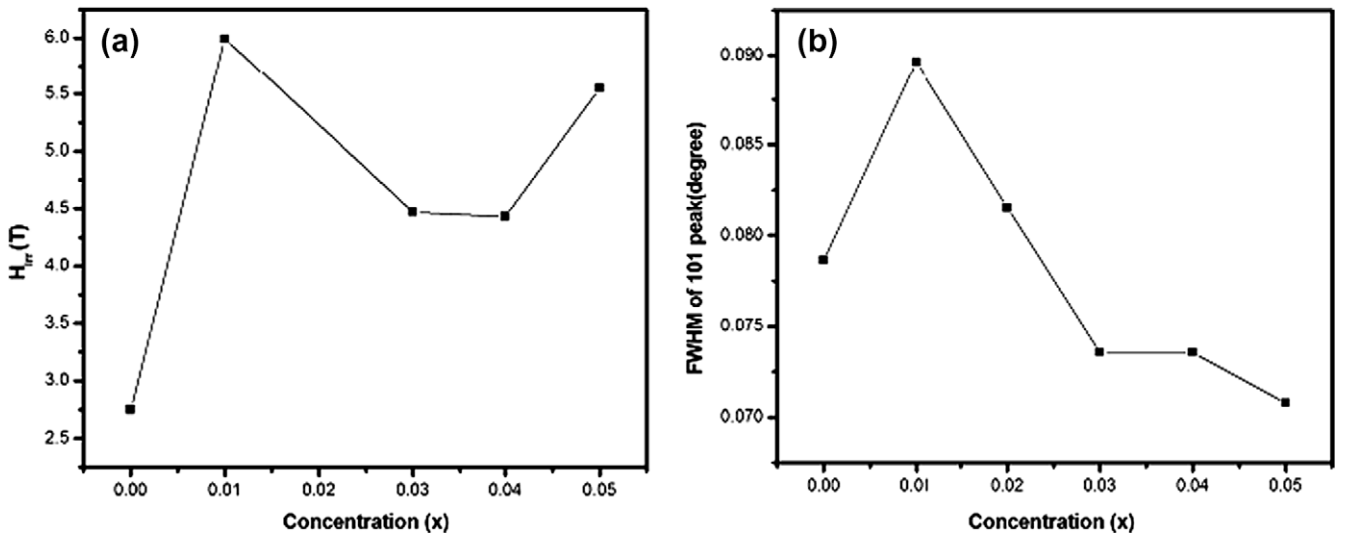 (a)
6.0
5.5
5.0
4.5
4.0
3.5
3.0
2.5
H_irr (T)
0.00 0.01 0.02 0.03 0.04 0.05
Concentration (x)
(b)
0.090
0.085
0.080
0.075
0.070
FWHM of 101 peak(degree)
0.00 0.01 0.02 0.03 0.04 0.05
Concentration (x)